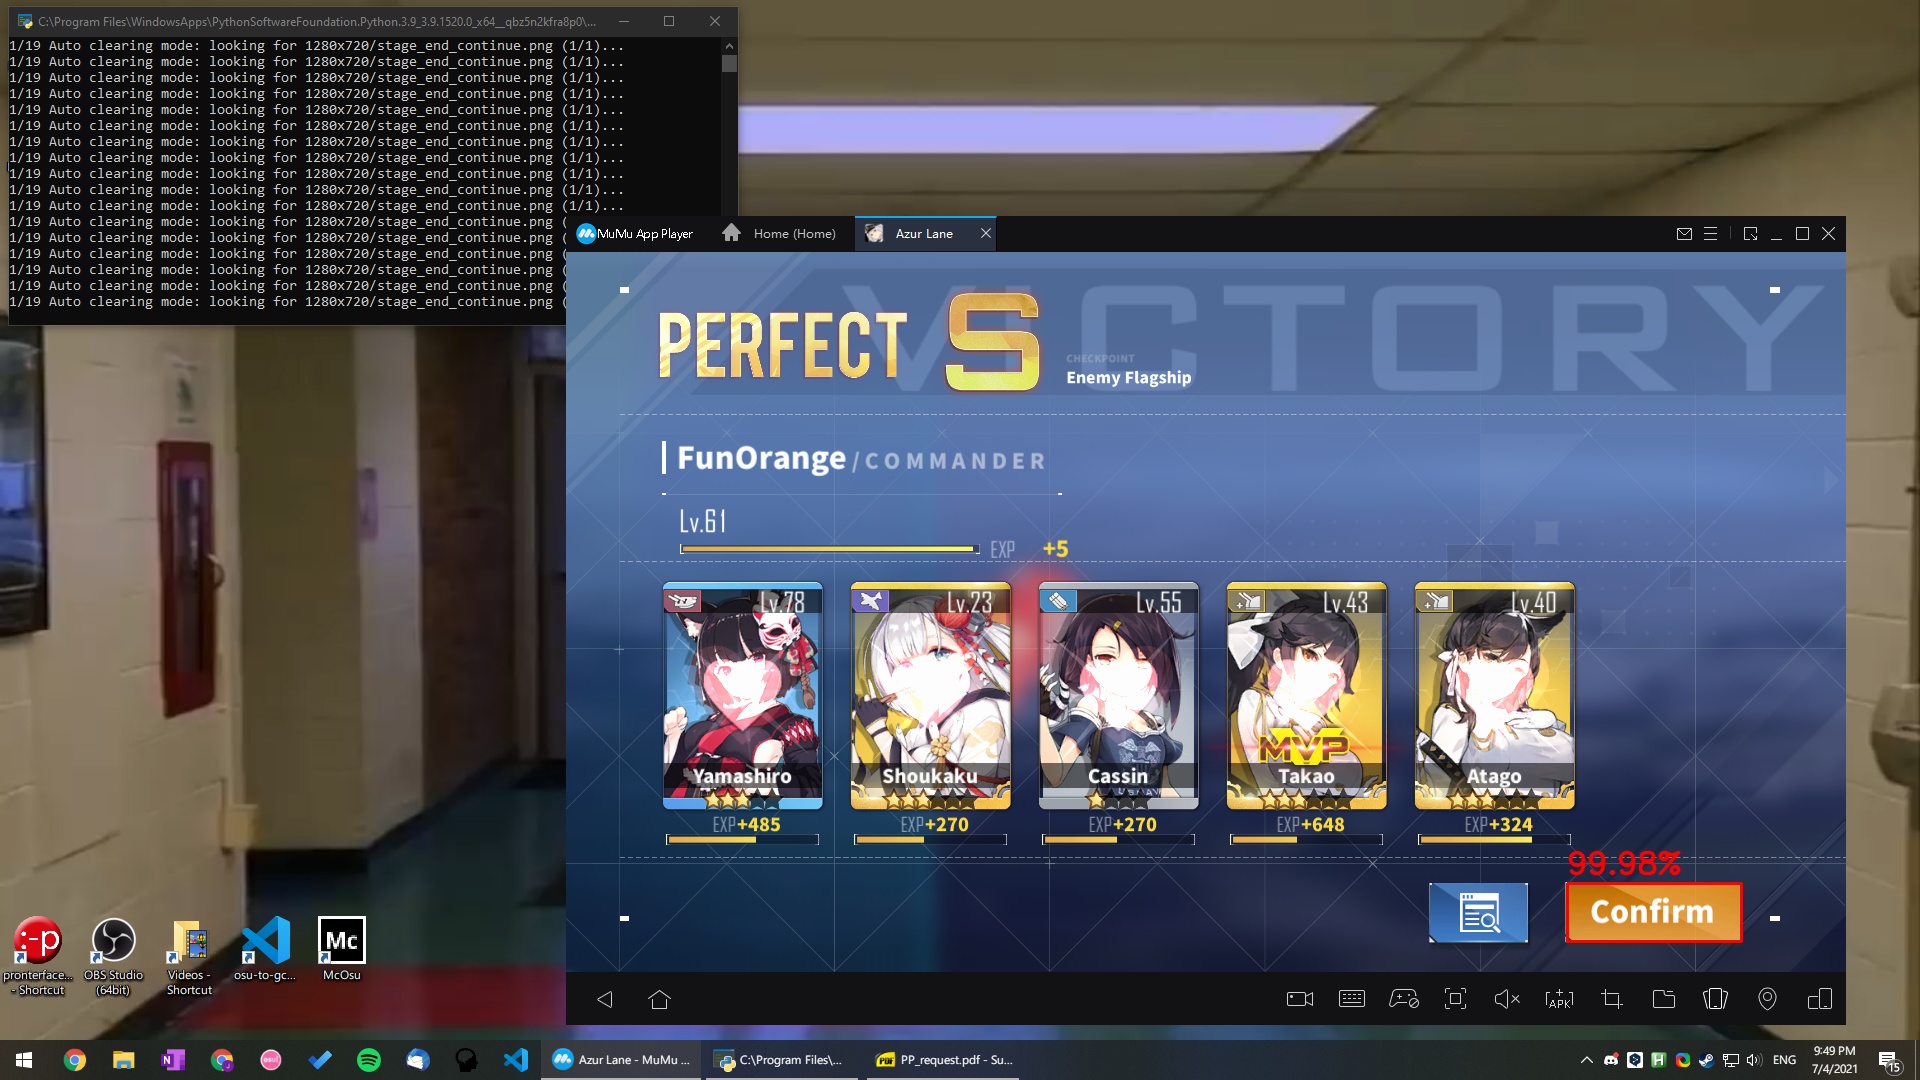 C:\Program Files\WindowsApps\PythonSoftwareFoundation.Python.3.9_3.9.1520.0_x64__qbz5n2kfra8p0\...
1/19 Auto clearing mode: looking for 1280x720/stage_end_continue.png (1/1)...
1/19 Auto clearing mode: looking for 1280x720/stage_end_continue.png (1/1)...
1/19 Auto clearing mode: looking for 1280x720/stage_end_continue.png (1/1)...
1/19 Auto clearing mode: looking for 1280x720/stage_end_continue.png (1/1)...
1/19 Auto clearing mode: looking for 1280x720/stage_end_continue.png (1/1)...
1/19 Auto clearing mode: looking for 1280x720/stage_end_continue.png (1/1)...
1/19 Auto clearing mode: looking for 1280x720/stage_end_continue.png (1/1)...
1/19 Auto clearing mode: looking for 1280x720/stage_end_continue.png (1/1)...
1/19 Auto clearing mode: looking for 1280x720/stage_end_continue.png (1/1)...
1/19 Auto clearing mode: looking for 1280x720/stage_end_continue.png (1/1)...
1/19 Auto clearing mode: looking for 1280x720/stage_end_continue.png (1/1)...
1/19 Auto clearing mode: looking for 1280x720/stage_end_continue.png (
1/19 Auto clearing mode: looking for 1280x720/stage_end_continue.png (
1/19 Auto clearing mode: looking for 1280x720/stage_end_continue.png (
1/19 Auto clearing mode: looking for 1280x720/stage_end_continue.png (
1/19 Auto clearing mode: looking for 1280x720/stage_end_continue.png (
1/19 Auto clearing mode: looking for 1280x720/stage_end_continue.png (
MuMu App Player Home (Home) Azur Lane
VICTORY
PERFECT S
CHECKPOINT
Enemy Flagship
FunOrange / COMMANDER
Lv.61
EXP +5
Lv.78 Lv.23 Lv.55 Lv.43 Lv.40
MVP
Yamashiro Shoukaku Cassin Takao Atago
EXP+485 EXP+270 EXP+270 EXP+648 EXP+324
99.98%
Confirm
:-p Mc
pronterface... - Shortcut
OBS Studio (64bit)
Videos - Shortcut
osu-to-gc...
McOsu
APK
Azur Lane - MuMu ... C:\Program Files\... PP_request.pdf - Su...
ENG
9:49 PM
7/4/2021
15